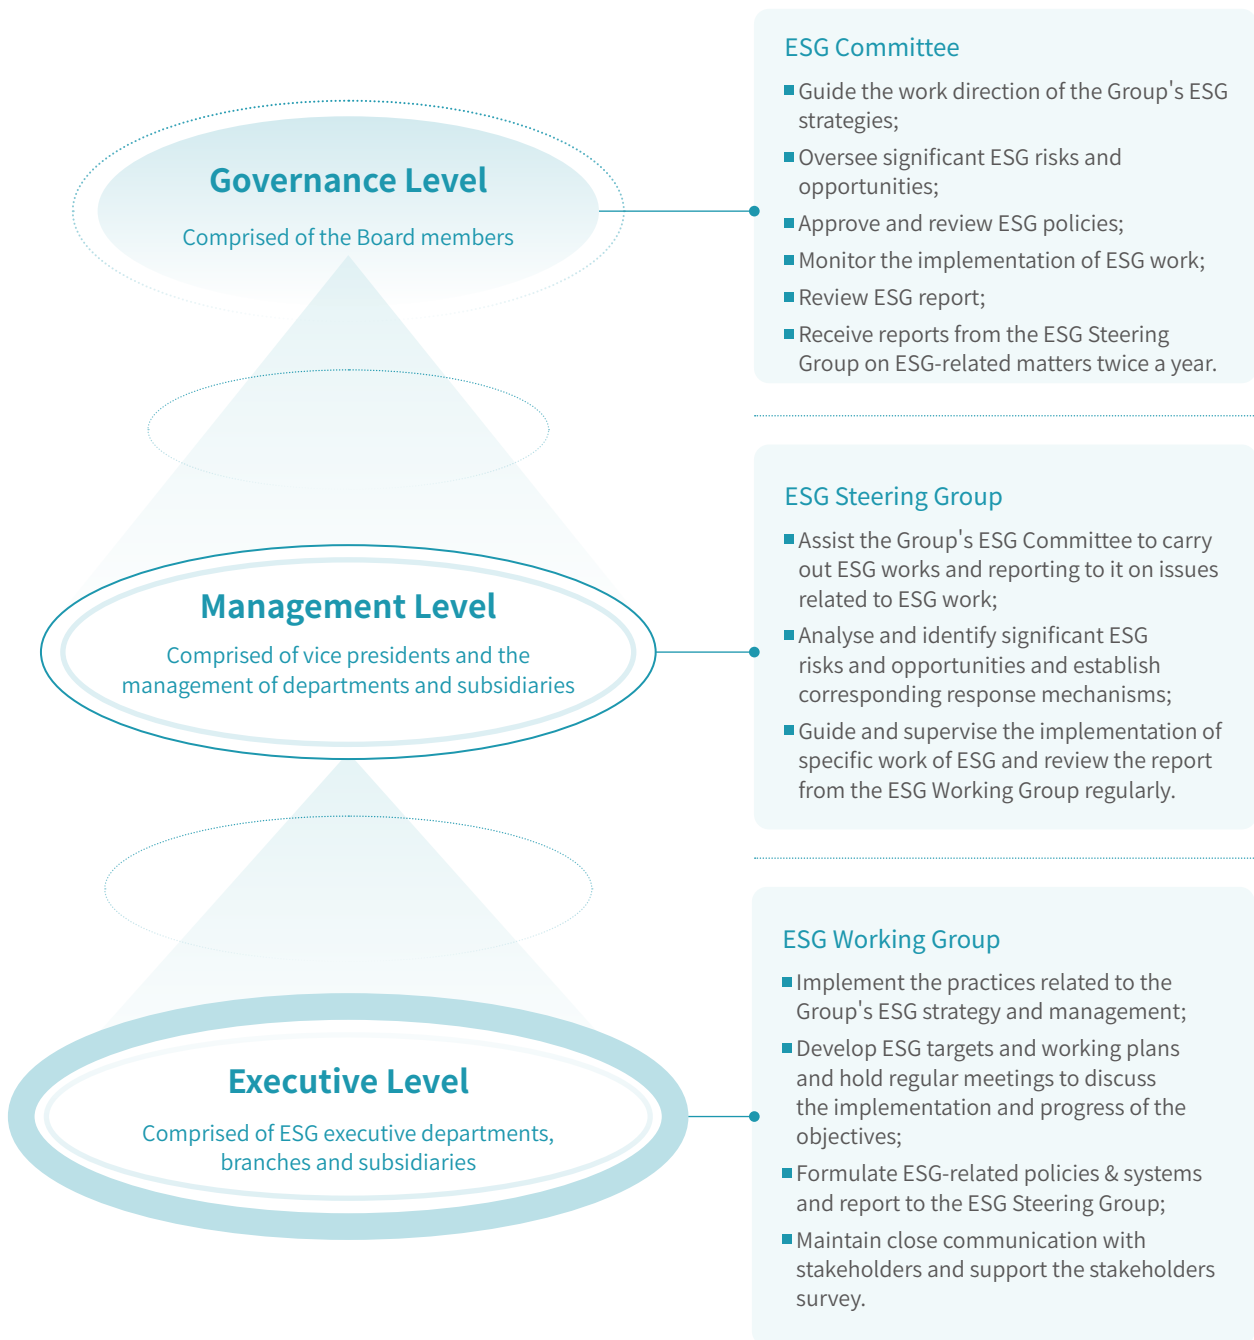 Governance Level
Comprised of the Board members
ESG Committee
■ Guide the work direction of the Group's ESG
strategies;
■ Oversee significant ESG risks and
opportunities;
■ Approve and review ESG policies;
■ Monitor the implementation of ESG work;
■ Review ESG report;
■ Receive reports from the ESG Steering
Group on ESG-related matters twice a year.
Management Level
Comprised of vice presidents and the
management of departments and subsidiaries
ESG Steering Group
■ Assist the Group's ESG Committee to carry
out ESG works and reporting to it on issues
related to ESG work;
■ Analyse and identify significant ESG
risks and opportunities and establish
corresponding response mechanisms;
■ Guide and supervise the implementation of
specific work of ESG and review the report
from the ESG Working Group regularly.
Executive Level
Comprised of ESG executive departments,
branches and subsidiaries
ESG Working Group
■ Implement the practices related to the
Group's ESG strategy and management;
■ Develop ESG targets and working plans
and hold regular meetings to discuss
the implementation and progress of the
objectives;
■ Formulate ESG-related policies & systems
and report to the ESG Steering Group;
■ Maintain close communication with
stakeholders and support the stakeholders
survey.